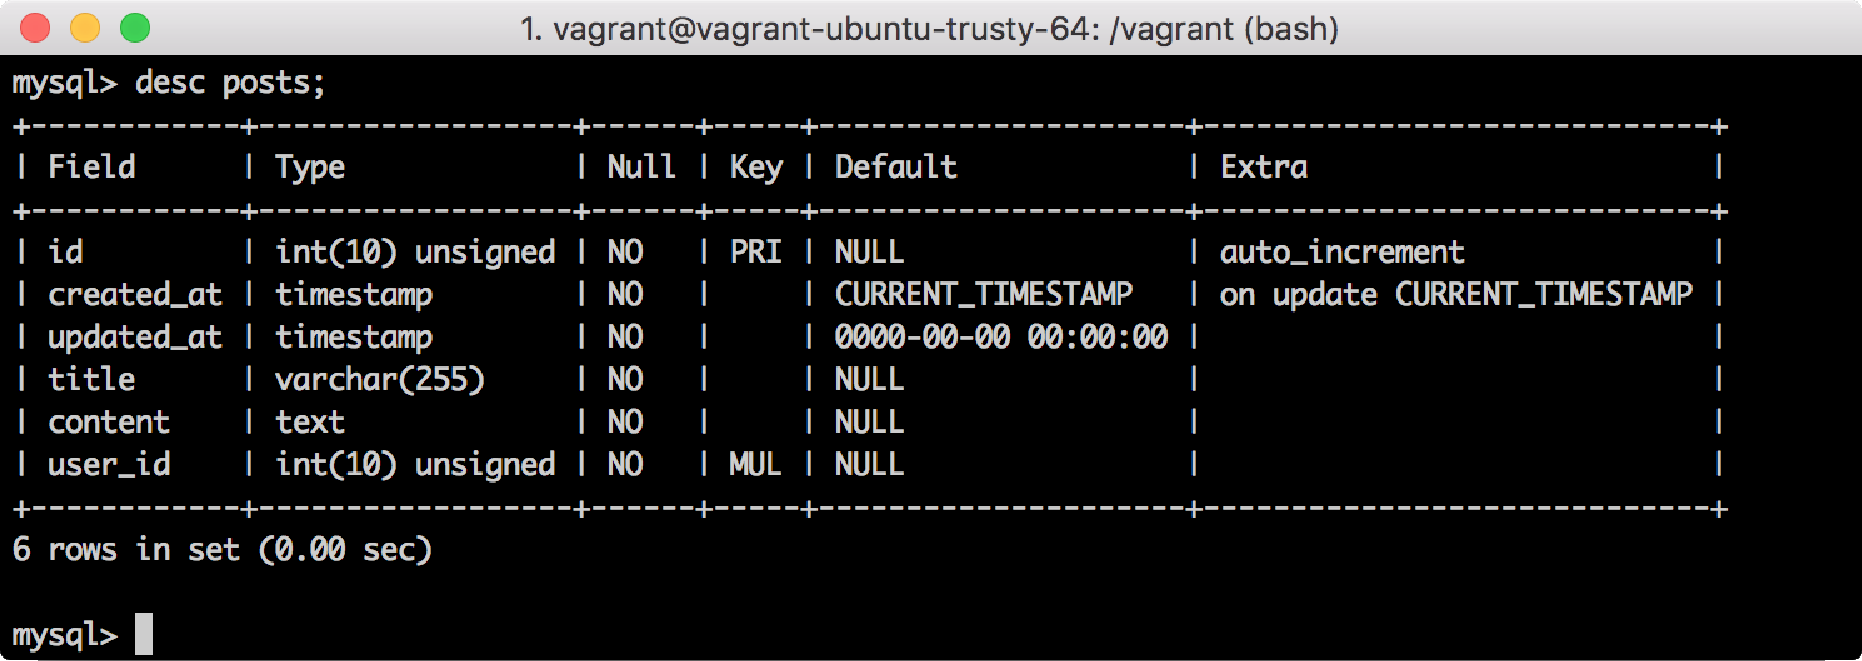 1. vagrant@vagrant-ubuntu-trusty-64: /vagrant (bash)
mysql> desc posts;
+------------+------------------+------+-----+---------------------+-----------------------------+
| Field      | Type             | Null | Key | Default             | Extra                       |
+------------+------------------+------+-----+---------------------+-----------------------------+
| id         | int(10) unsigned | NO   | PRI | NULL                | auto_increment              |
| created_at | timestamp        | NO   |     | CURRENT_TIMESTAMP   | on update CURRENT_TIMESTAMP |
| updated_at | timestamp        | NO   |     | 0000-00-00 00:00:00 |                             |
| title      | varchar(255)     | NO   |     | NULL                |                             |
| content    | text             | NO   |     | NULL                |                             |
| user_id    | int(10) unsigned | NO   | MUL | NULL                |                             |
+------------+------------------+------+-----+---------------------+-----------------------------+
6 rows in set (0.00 sec)
mysql>